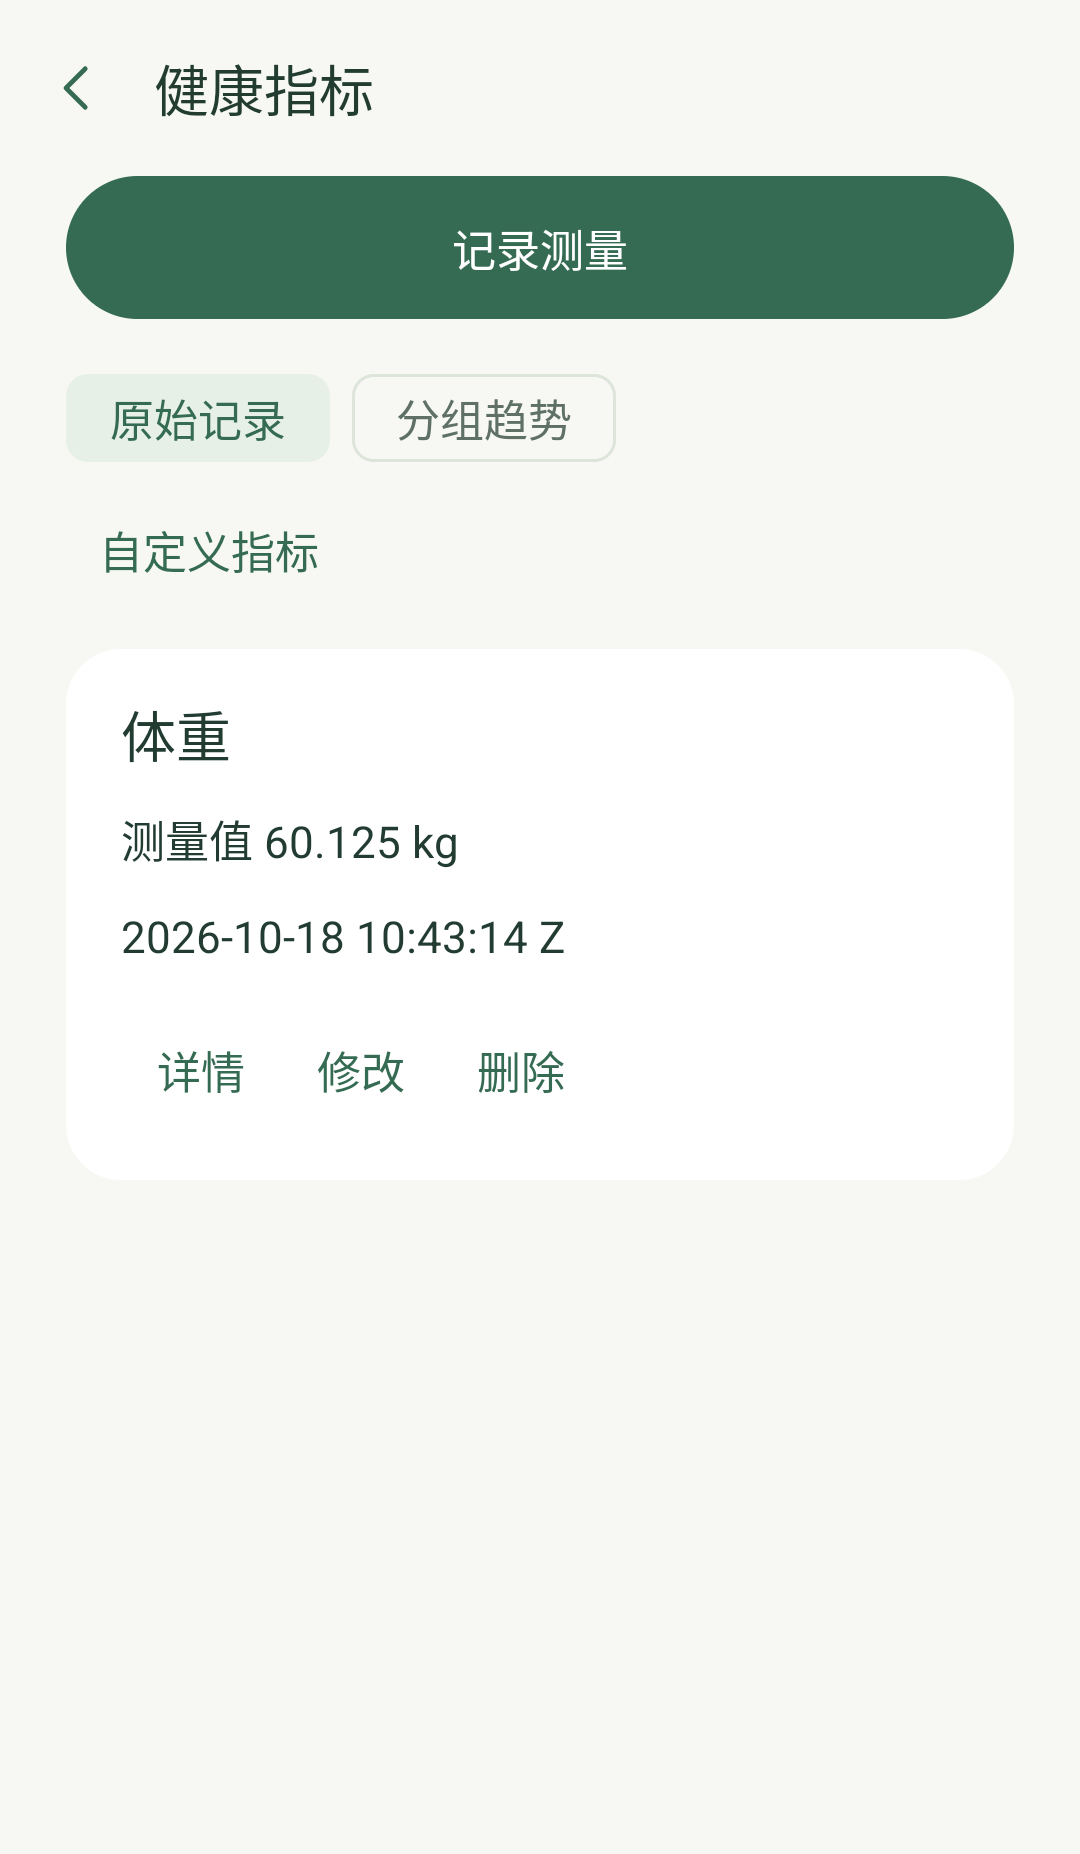 健康指标
记录测量
原始记录 分组趋势
自定义指标
体重
测量值 60.125 kg
2026-10-18 10:43:14 Z
详情 修改 删除